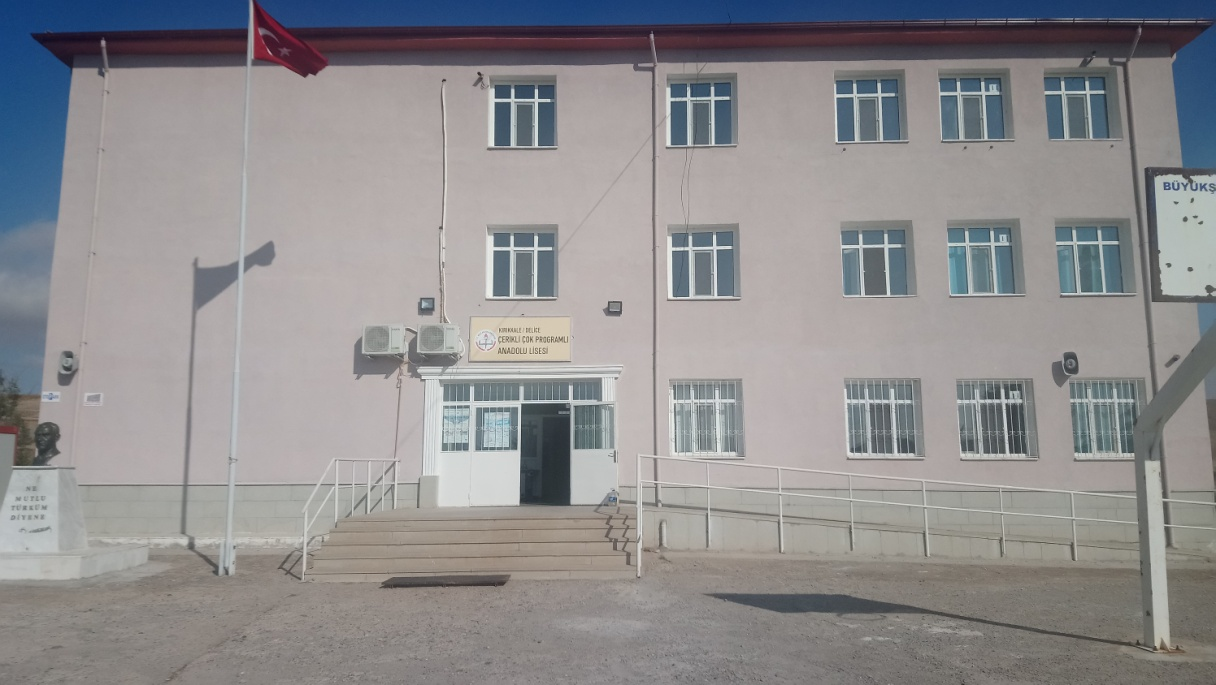 KIRIKKALE / DELİCE
ÇERİKLİ ÇOK PROGRAMLI
ANADOLU LİSESİ
BÜYÜKŞ
NE
MUTLU
TÜRKÜM
DİYENE